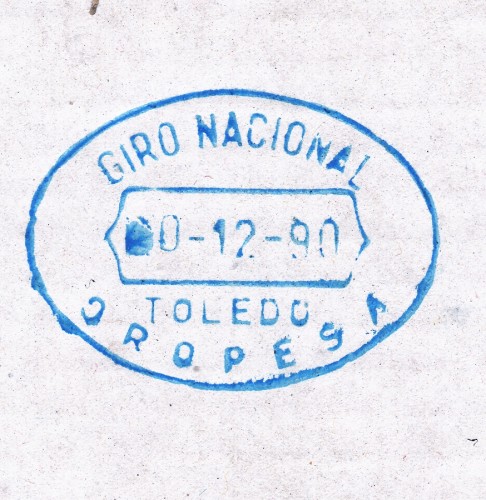 GIRO NACIONAL
0-12-90
TOLEDO
OROPESA